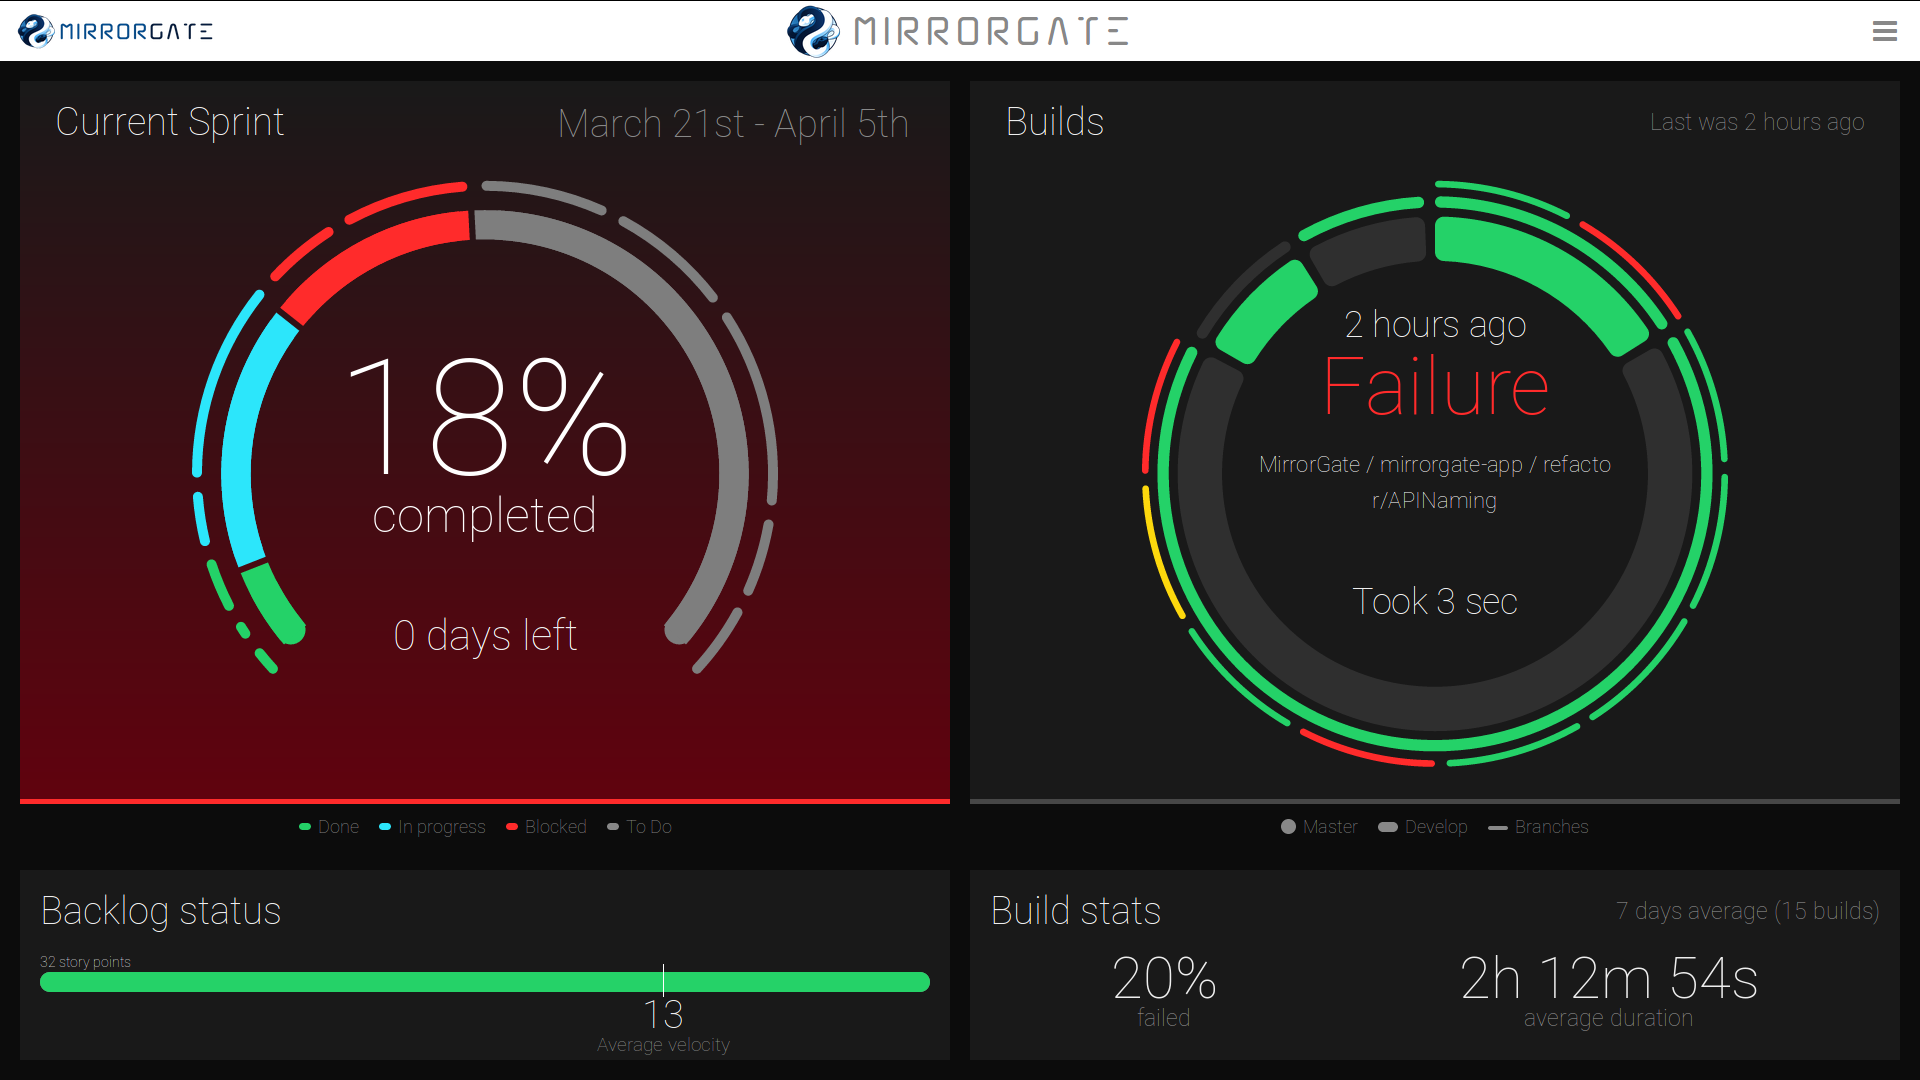 MIRRORGATE
MIRRORGATE
Current Sprint
March 21st - April 5th
18%
completed
0 days left
Done
In progress
Blocked
To Do
Builds
Last was 2 hours ago
2 hours ago
Failure
MirrorGate / mirrorgate-app / refacto
r/APINaming
Took 3 sec
Master
Develop
Branches
Backlog status
32 story points
13
Average velocity
Build stats
7 days average (15 builds)
20%
failed
2h 12m 54s
average duration